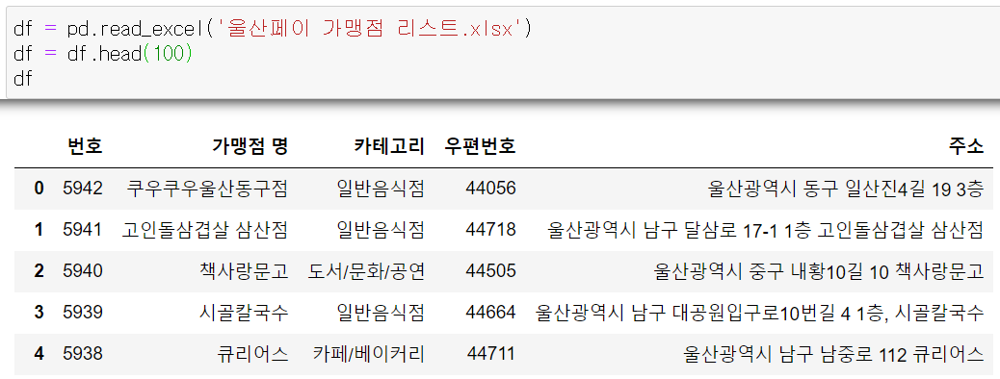 df = pd.read_excel('울산페이 가맹점 리스트.xlsx')
df = df.head(100)
df
번호 가맹점 명 카테고리 우편번호 주소
0 5942 쿠우쿠우울산동구점 일반음식점 44056 울산광역시 동구 일산진4길 19 3층
1 5941 고인돌삼겹살 삼산점 일반음식점 44718 울산광역시 남구 달삼로 17-1 1층 고인돌삼겹살 삼산점
2 5940 책사랑문고 도서/문화/공연 44505 울산광역시 중구 내황10길 10 책사랑문고
3 5939 시골칼국수 일반음식점 44664 울산광역시 남구 대공원입구로10번길 4 1층, 시골칼국수
4 5938 큐리어스 카페/베이커리 44711 울산광역시 남구 남중로 112 큐리어스